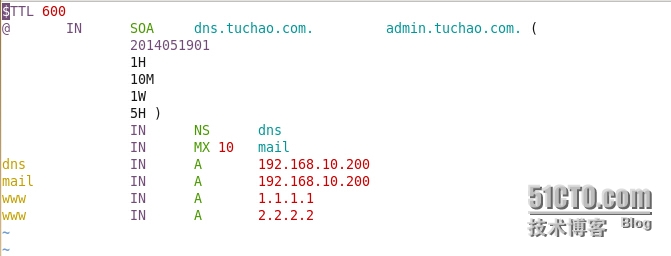 $TTL 600
@ IN SOA dns.tuchao.com. admin.tuchao.com. (
2014051901
1H
10M
1W
5H )
IN NS dns
IN MX 10 mail
dns IN A 192.168.10.200
mail IN A 192.168.10.200
www IN A 1.1.1.1
www IN A 2.2.2.2
~
~
51CTO.com
技术博客 Blog